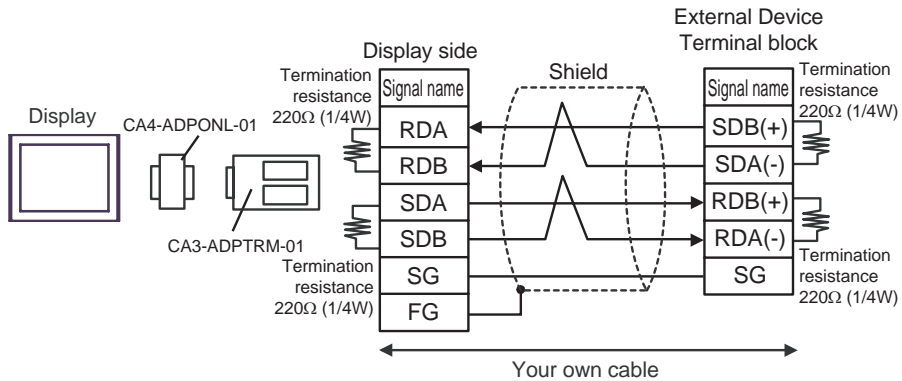 External Device
Terminal block
Display side
Shield
Termination
resistance
220Ω (1/4W)
Termination
resistance
220Ω (1/4W)
Signal name
Signal name
Display
CA4-ADPONL-01
CA3-ADPTRM-01
RDA
SDB(+)
RDB
SDA(-)
SDA
RDB(+)
SDB
RDA(-)
SG
SG
FG
Termination
resistance
220Ω (1/4W)
Termination
resistance
220Ω (1/4W)
Your own cable